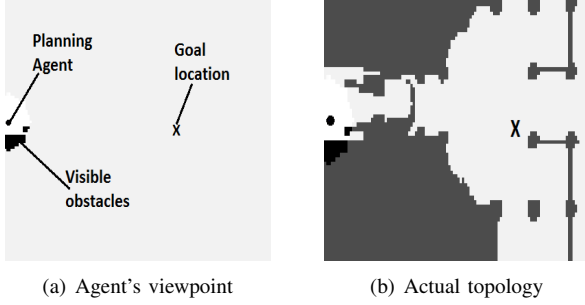 Planning
Agent
Goal
location
X
Visible
obstacles
X
(a) Agent's viewpoint
(b) Actual topology